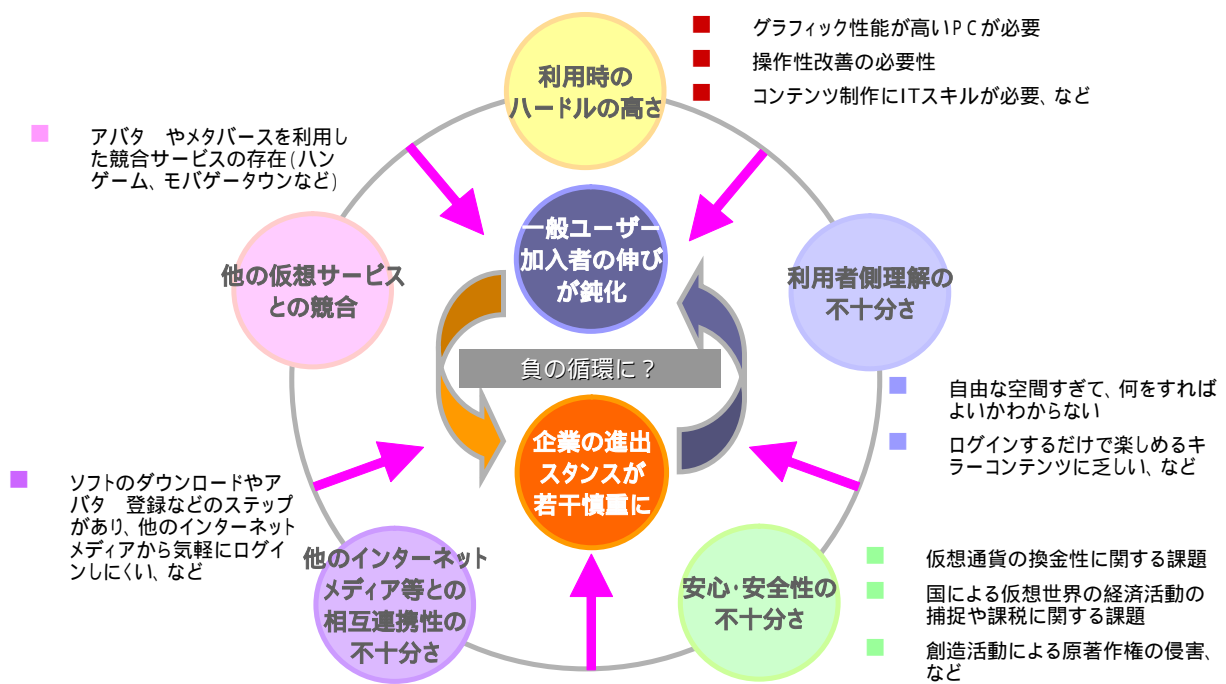 グラフィック性能が高いPCが必要
操作性改善の必要性
コンテンツ制作にITスキルが必要、など
利用時の
ハードルの高さ
アバタ　やメタバースを利用し
た競合サービスの存在(ハン
ゲーム、モバゲータウンなど)
一般ユーザー
加入者の伸び
が鈍化
他の仮想サービス
との競合
利用者側理解の
不十分さ
負の循環に？
自由な空間すぎて、何をすれば
よいかわからない
ログインするだけで楽しめるキ
ラーコンテンツに乏しい、など
企業の進出
スタンスが
若干慎重に
ソフトのダウンロードやア
バタ　登録などのステップ
があり、他のインターネット
メディアから気軽にログイ
ンしにくい、など
他のインターネット
メディア等との
相互連携性の
不十分さ
安心・安全性の
不十分さ
仮想通貨の換金性に関する課題
国による仮想世界の経済活動の
捕捉や課税に関する課題
創造活動による原著作権の侵害、
など